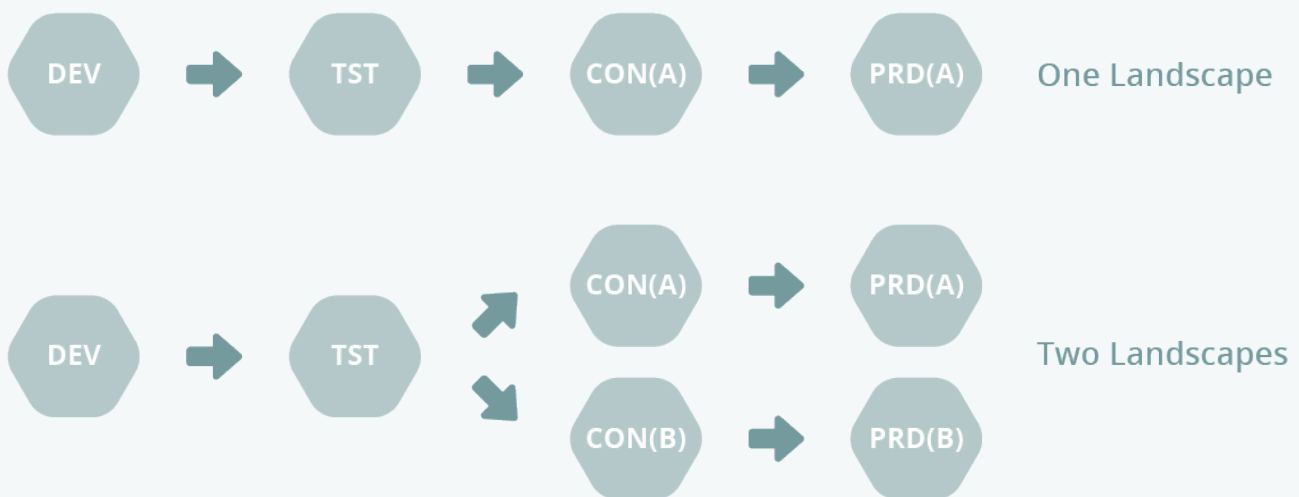 DEV
TST
CON(A)
PRD(A)
One Landscape
DEV
TST
CON(A)
PRD(A)
CON(B)
PRD(B)
Two Landscapes